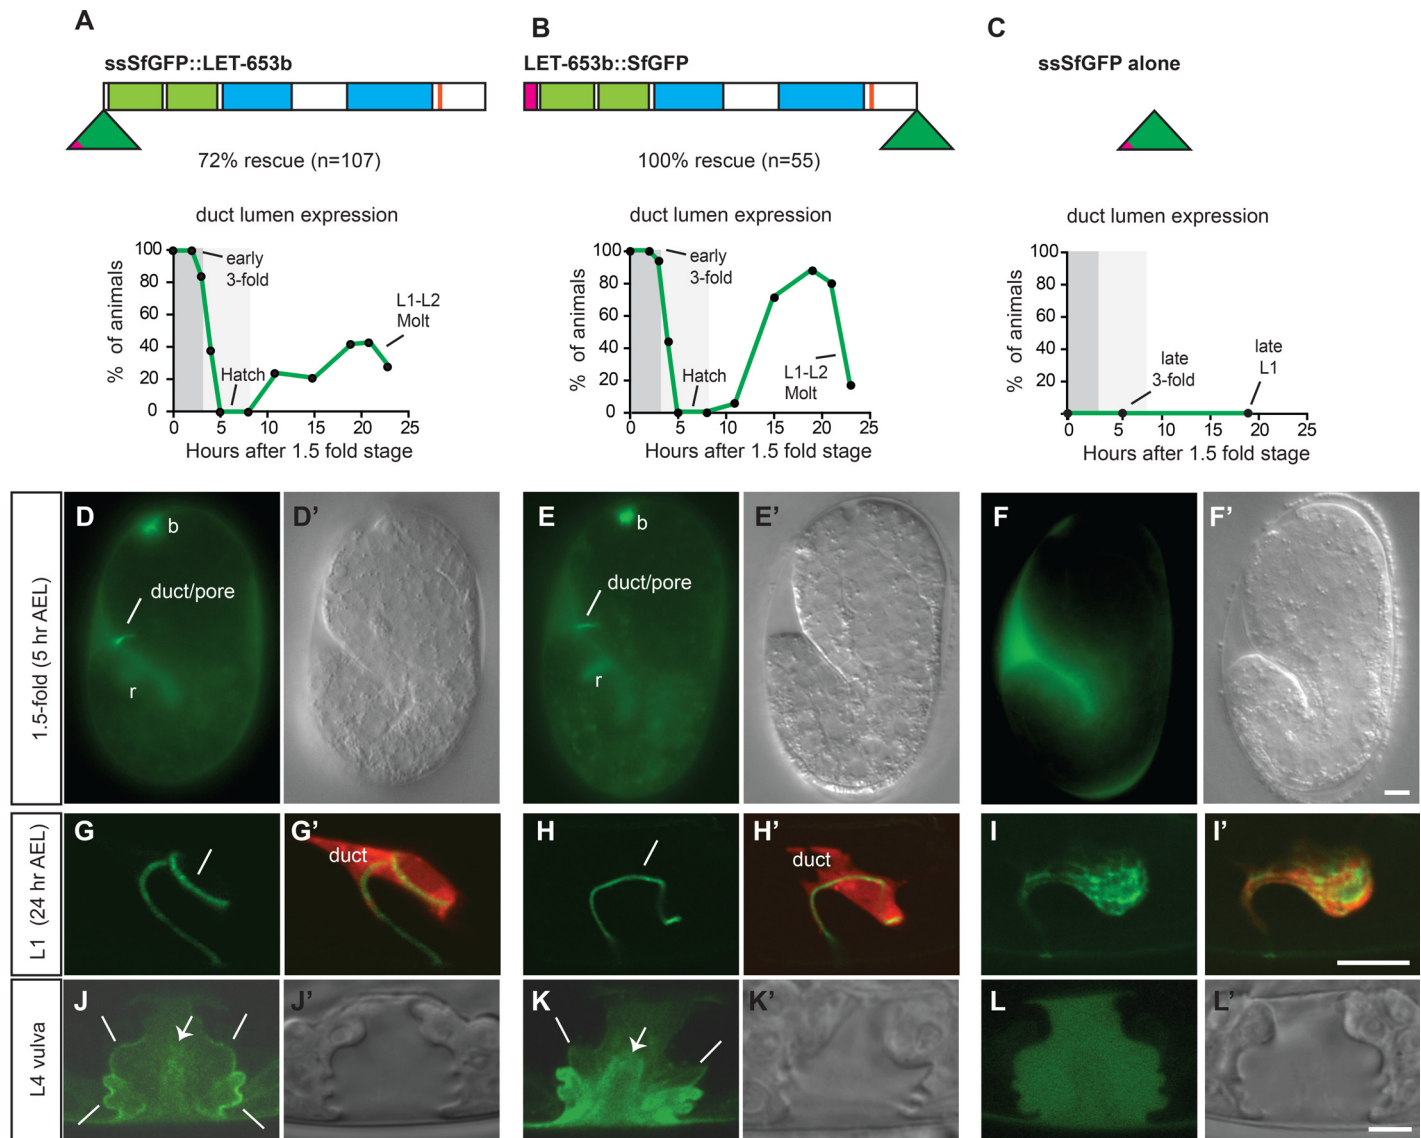 A
ssSfGFP::LET-653b
72% rescue (n=107)
duct lumen expression
% of animals
100
80
60
40
20
0
early
3-fold
Hatch
L1-L2
Molt
0 5 10 15 20 25
Hours after 1.5 fold stage
B
LET-653b::SfGFP
100% rescue (n=55)
duct lumen expression
% of animals
100
80
60
40
20
0
early
3-fold
Hatch
L1-L2
Molt
0 5 10 15 20 25
Hours after 1.5 fold stage
C
ssSfGFP alone
duct lumen expression
% of animals
100
80
60
40
20
late
3-fold
late
L1
0 5 10 15 20 25
Hours after 1.5 fold stage
1.5-fold (5 hr AEL)
D
b
duct/pore
r
D’
E
b
duct/pore
r
E’
F
F’
L1 (24 hr AEL)
G
G’
duct
H
H’
duct
I
I’
L4 vulva
J
J’
K
K’
L
L’